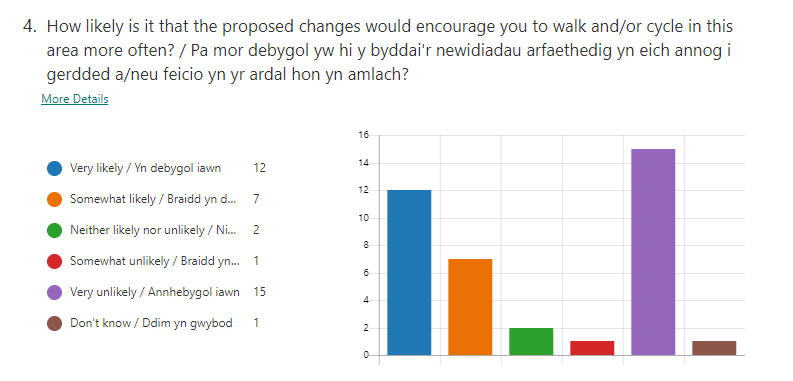 4. How likely is it that the proposed changes would encourage you to walk and/or cycle in this
area more often? / Pa mor debygol yw hi y byddai'r newidiadau arfaethedig yn eich annog i
gerdded a/neu feicio yn yr ardal hon yn amlach?
More Details
Very likely / Yn debygol iawn 12
Somewhat likely / Braidd yn d... 7
Neither likely nor unlikely / Ni... 2
Somewhat unlikely / Braidd yn... 1
Very unlikely / Annhebygol iawn 15
Don't know / Ddim yn gwybod 1
16
14
12
10
8
6
4
2
0